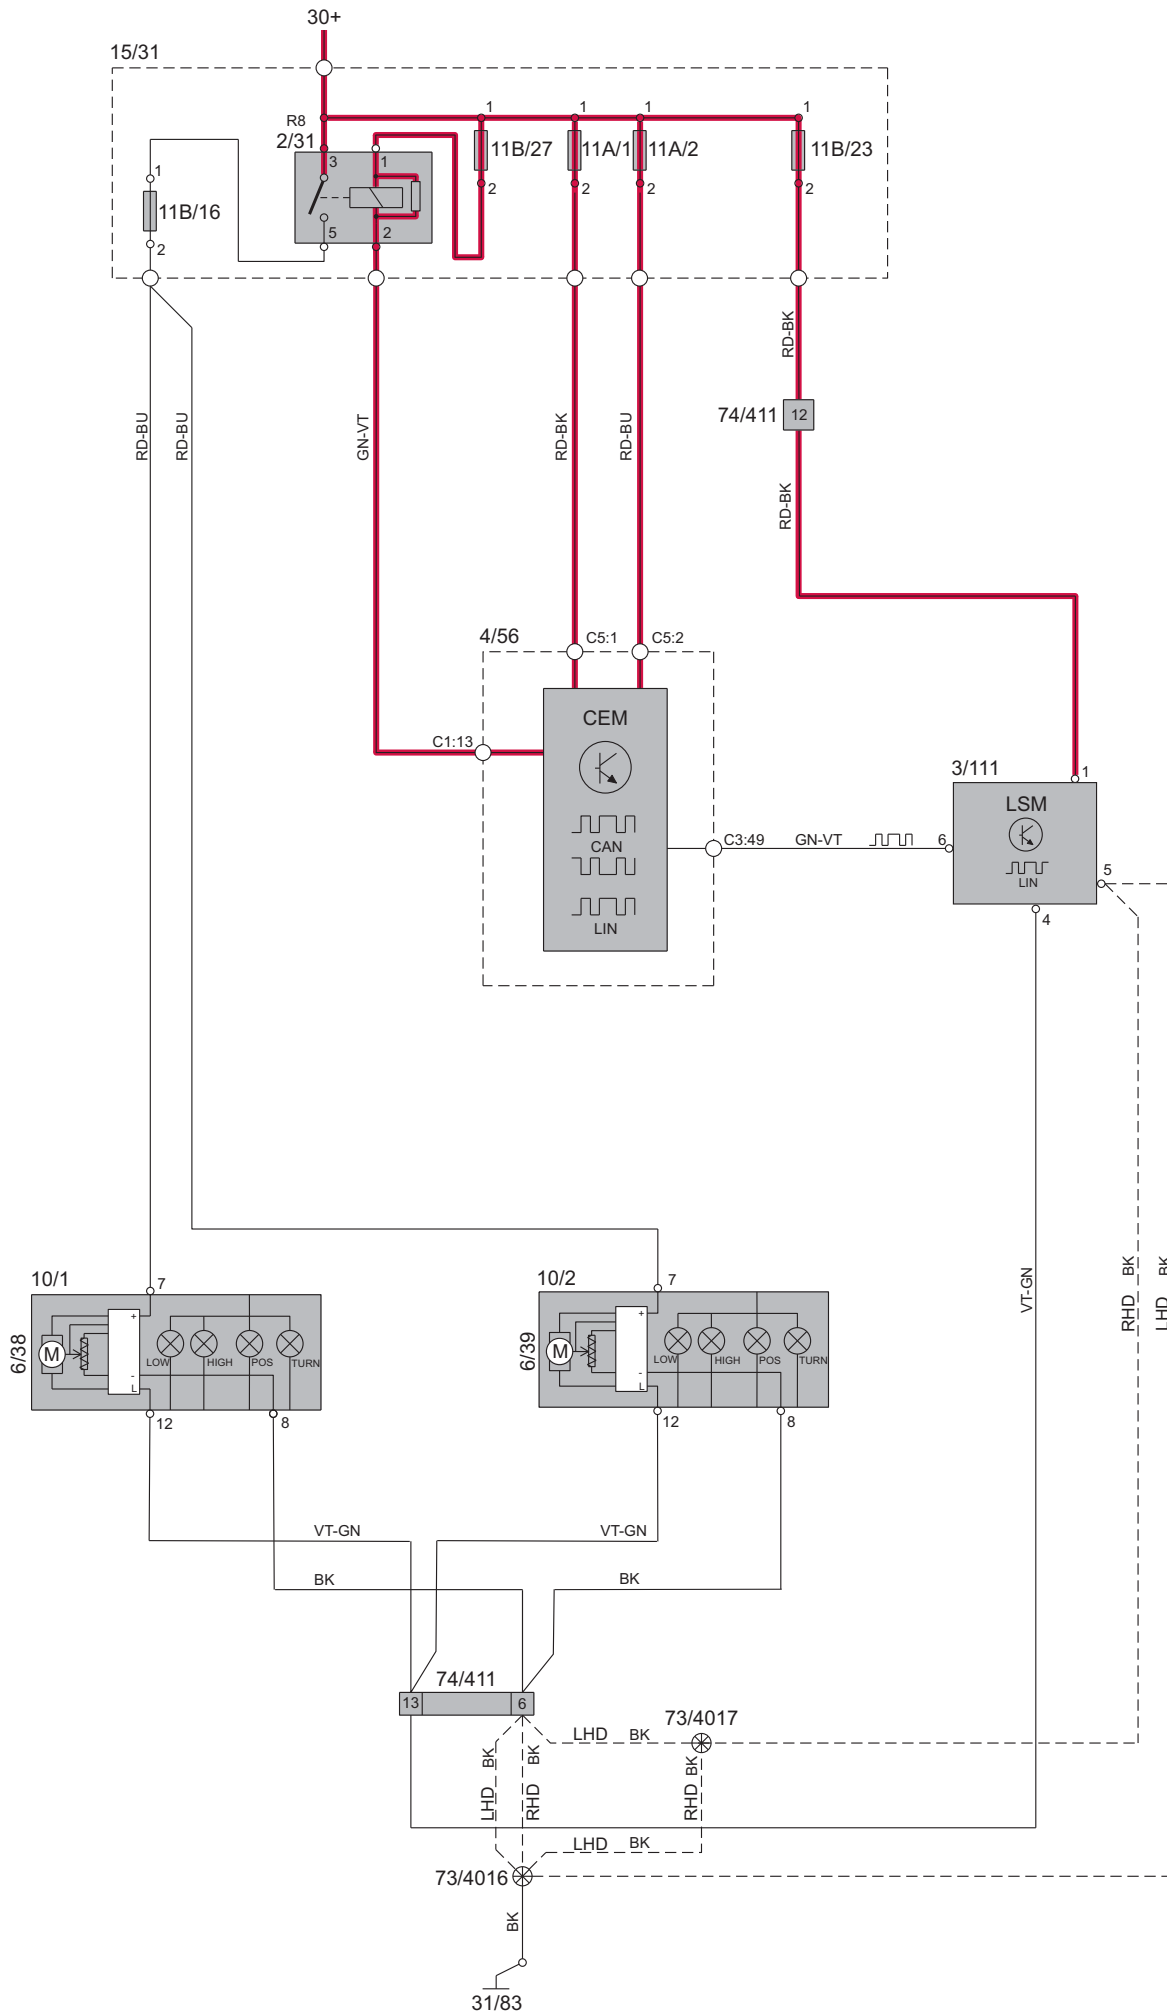 30+
15/31
R8
2/31
3
1
5
2
1
11B/16
2
1
11B/27
2
1
11A/1
2
1
11A/2
2
1
11B/23
2
RD-BU
RD-BU
GN-VT
RD-BK
RD-BU
RD-BK
74/411
12
RD-BK
4/56
C5:1
C5:2
CEM
C1:13
CAN
LIN
C3:49
GN-VT
6
3/111
1
LSM
LIN
5
4
VT-GN
RHD
BK
LHD
BK
10/1
7
6/38
M
+
-
L
LOW
HIGH
POS
TURN
12
8
10/2
7
6/39
M
+
-
L
LOW
HIGH
POS
TURN
12
8
VT-GN
VT-GN
BK
BK
74/411
13
6
73/4017
LHD
BK
LHD
BK
RHD
BK
RHD
BK
LHD
BK
73/4016
BK
31/83